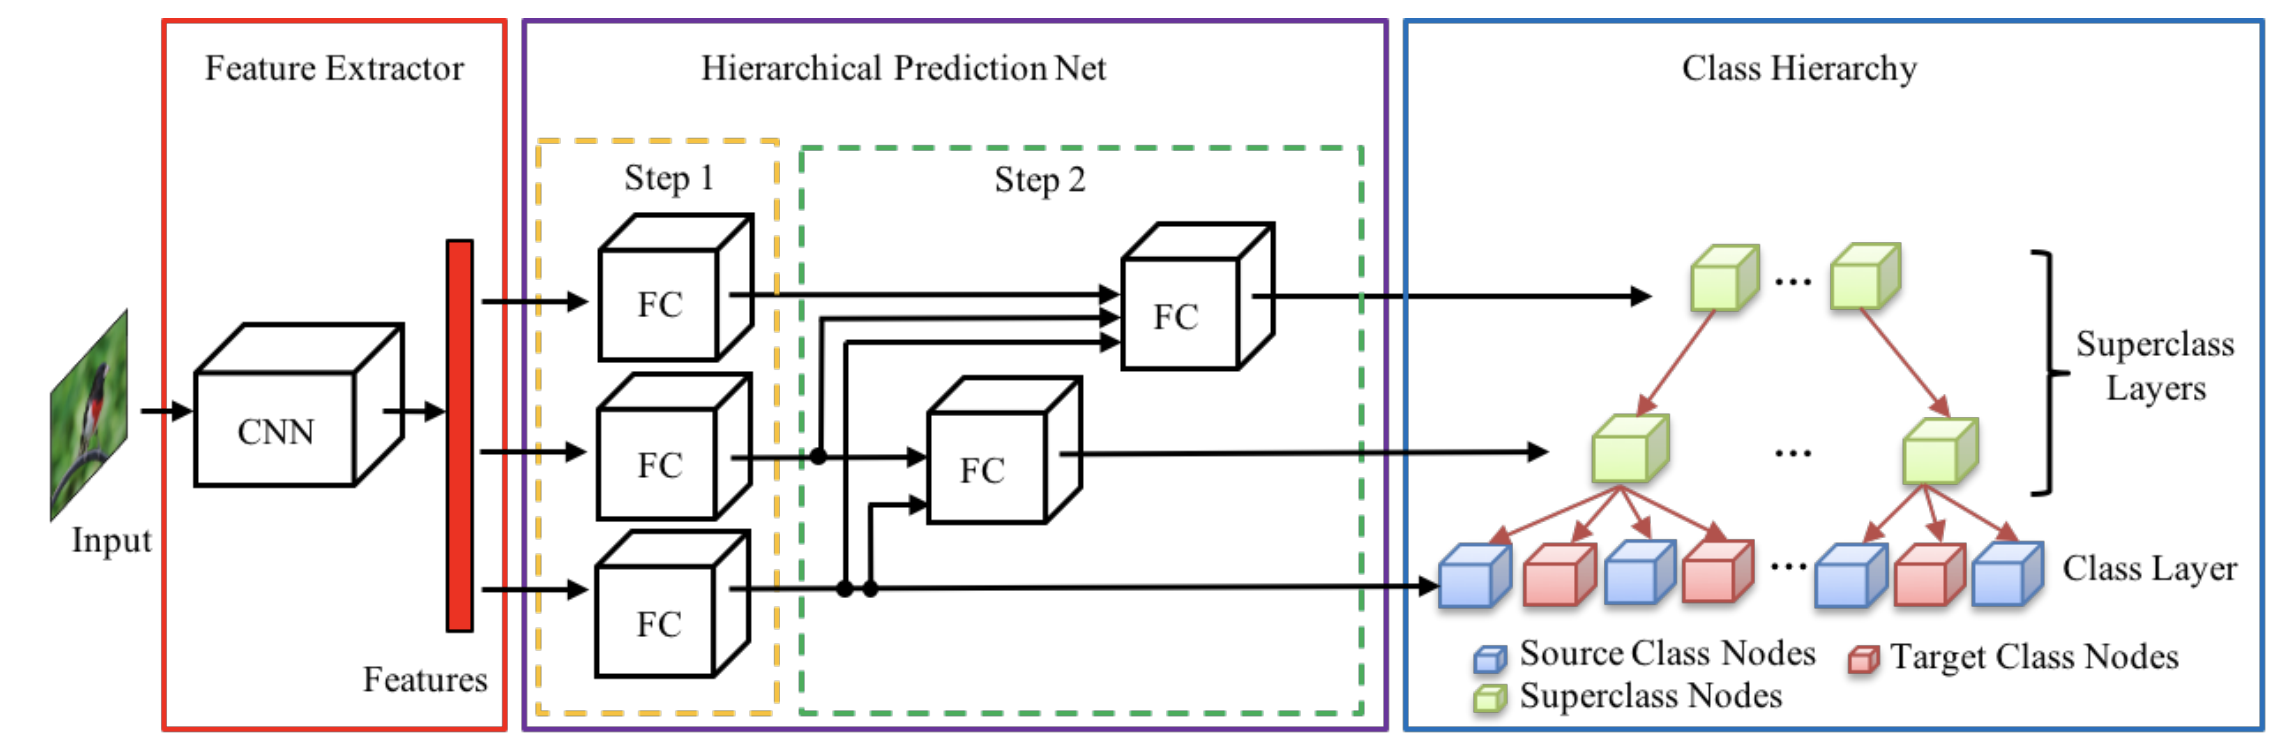 Feature Extractor
Hierarchical Prediction Net
Class Hierarchy
Step 1
Step 2
FC
FC
FC
FC
FC
CNN
Input
Features
...
...
...
Superclass
Layers
Class Layer
Source Class Nodes
Target Class Nodes
Superclass Nodes